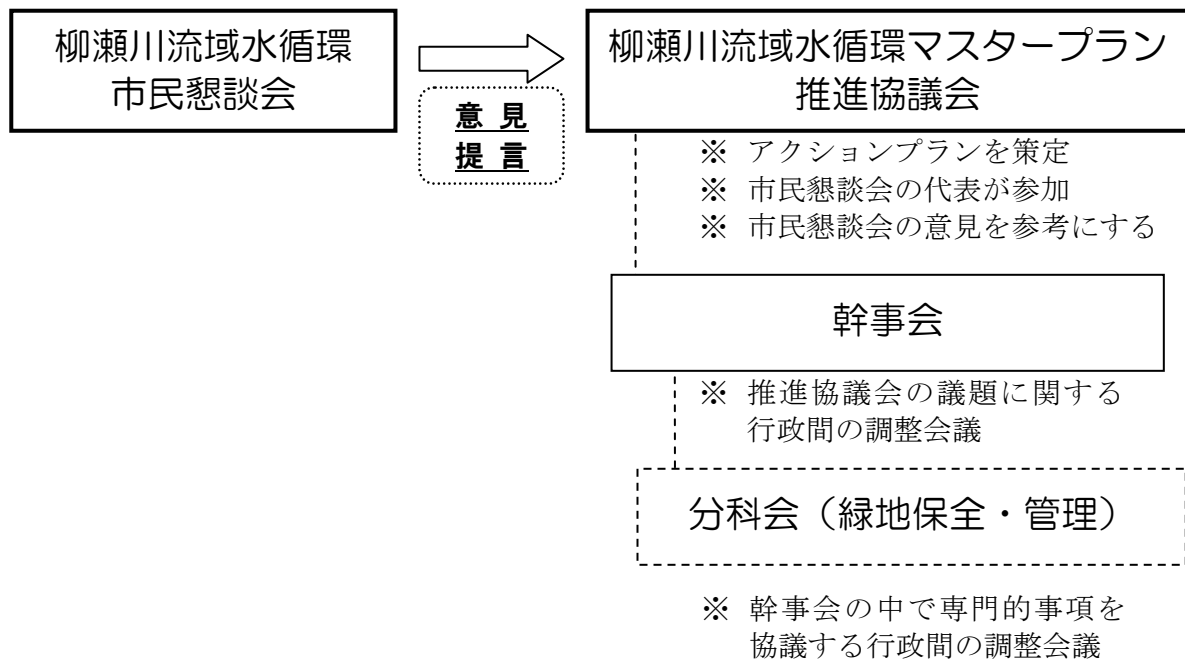 柳瀬川流域水循環
市民懇談会
意 見
提 言
柳瀬川流域水循環マスタープラン
推進協議会
※ アクションプランを策定
※ 市民懇談会の代表が参加
※ 市民懇談会の意見を参考にする
幹事会
※ 推進協議会の議題に関する
行政間の調整会議
分科会（緑地保全・管理）
※ 幹事会の中で専門的事項を
協議する行政間の調整会議